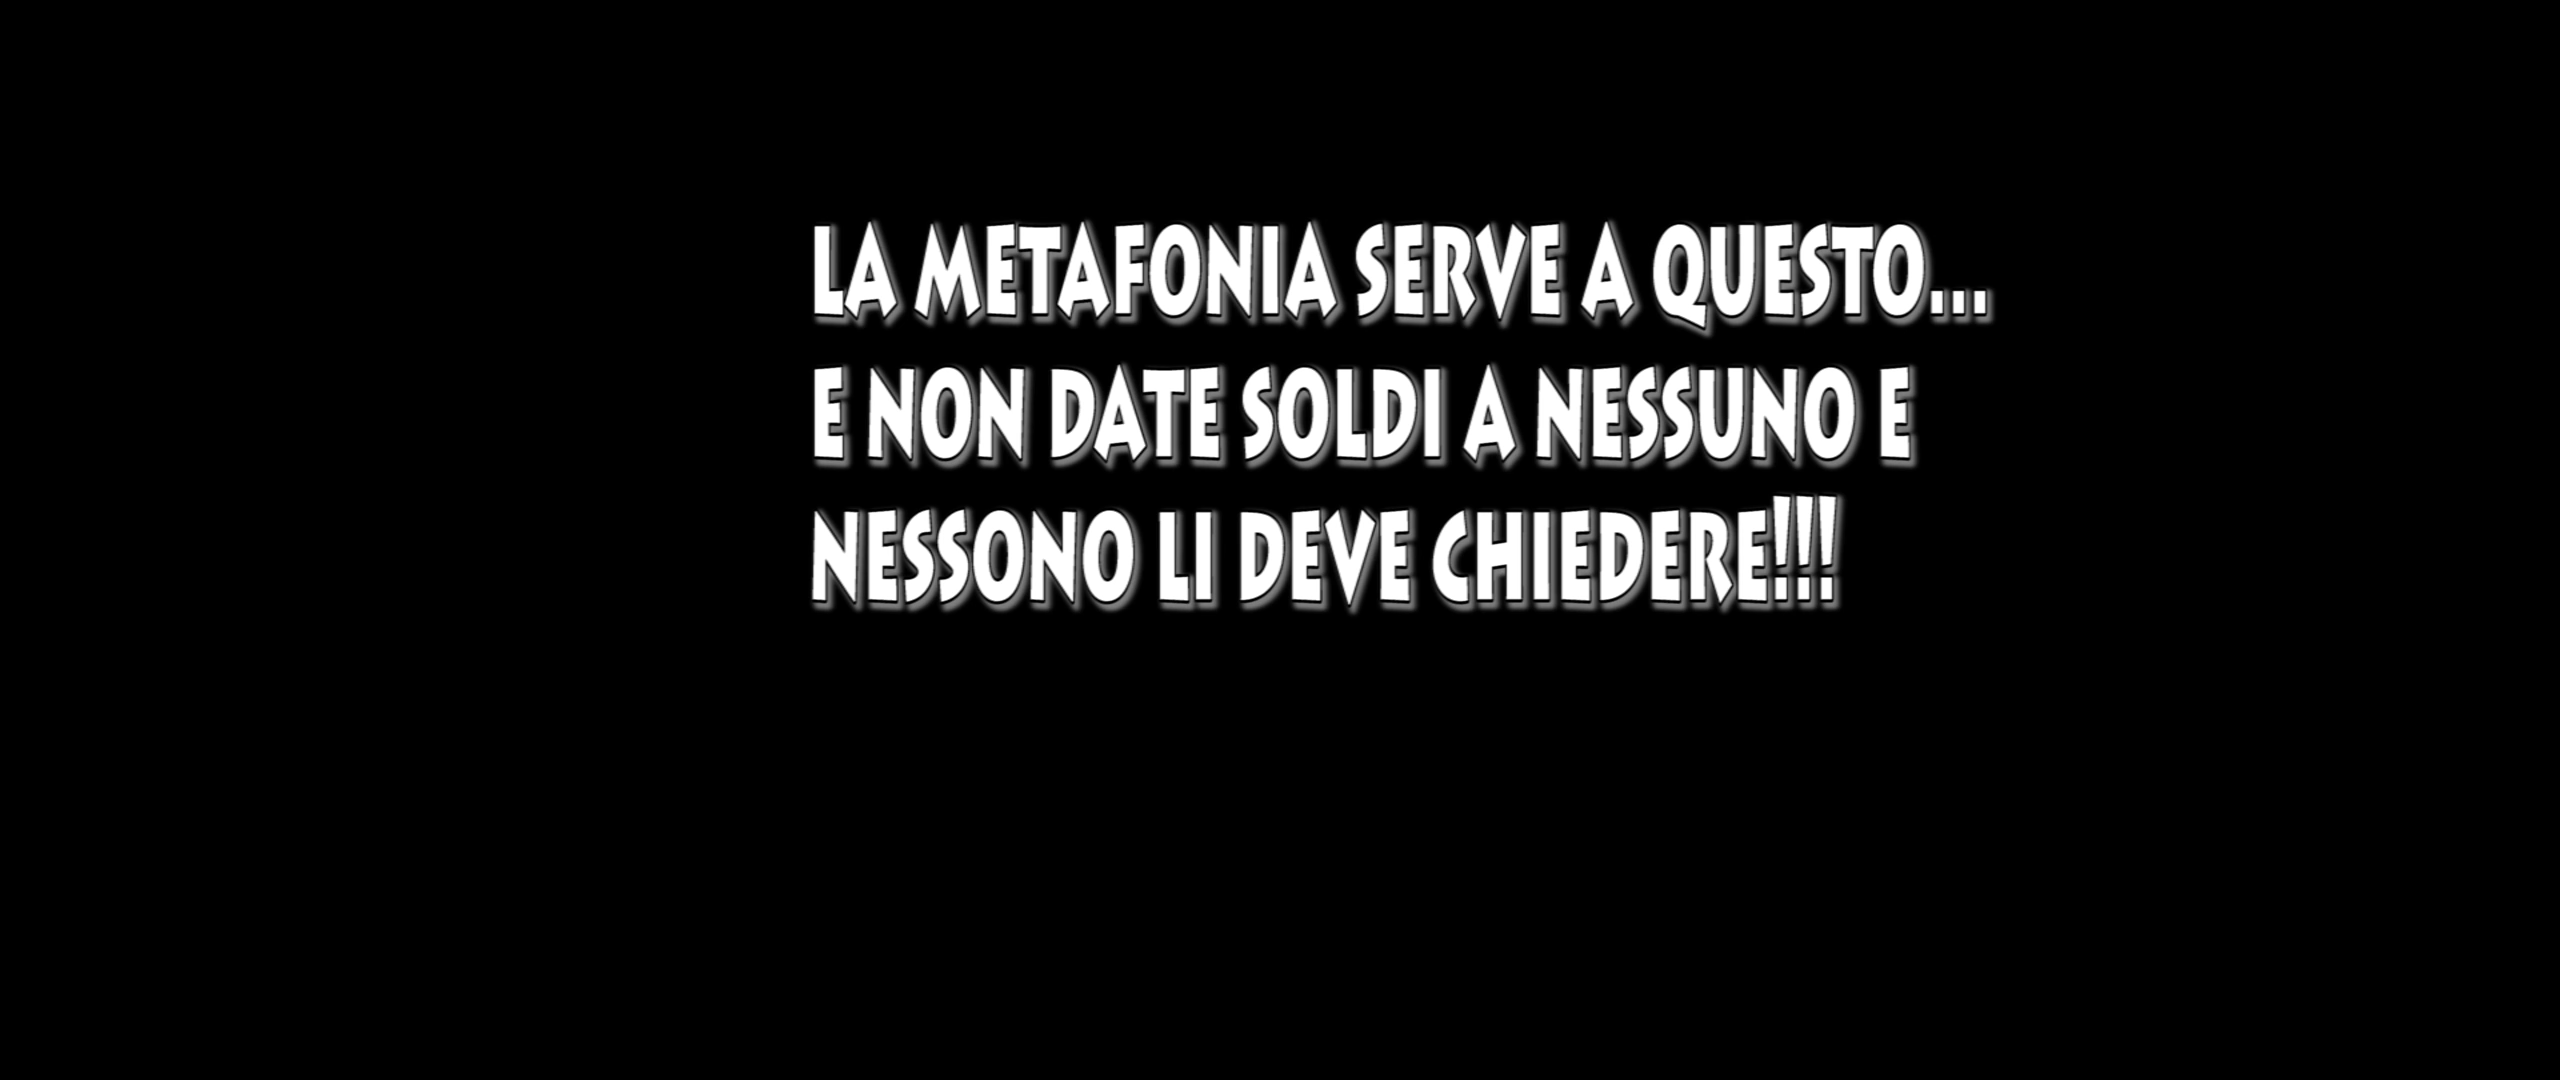 LA METAFONIA SERVE A QUESTO...
E NON DATE SOLDI A NESSUNO E
NESSONO LI DEVE CHIEDERE!!!